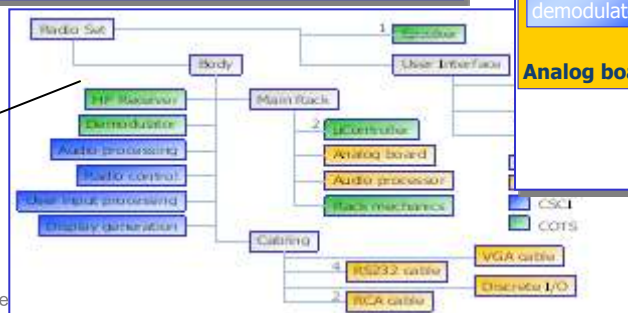 demodulat
Analog boa
Radio Set
1
Speaker
Body
User Interface
HF Receiver
Main Rack
Demodulator
2
µController
Audio processing
Analog board
Radio control
Audio processor
User input processing
Rack mechanics
CSCI
Display generation
COTS
Cabling
VGA cable
4
RS232 cable
Discrete I/O
2
RCA cable
e